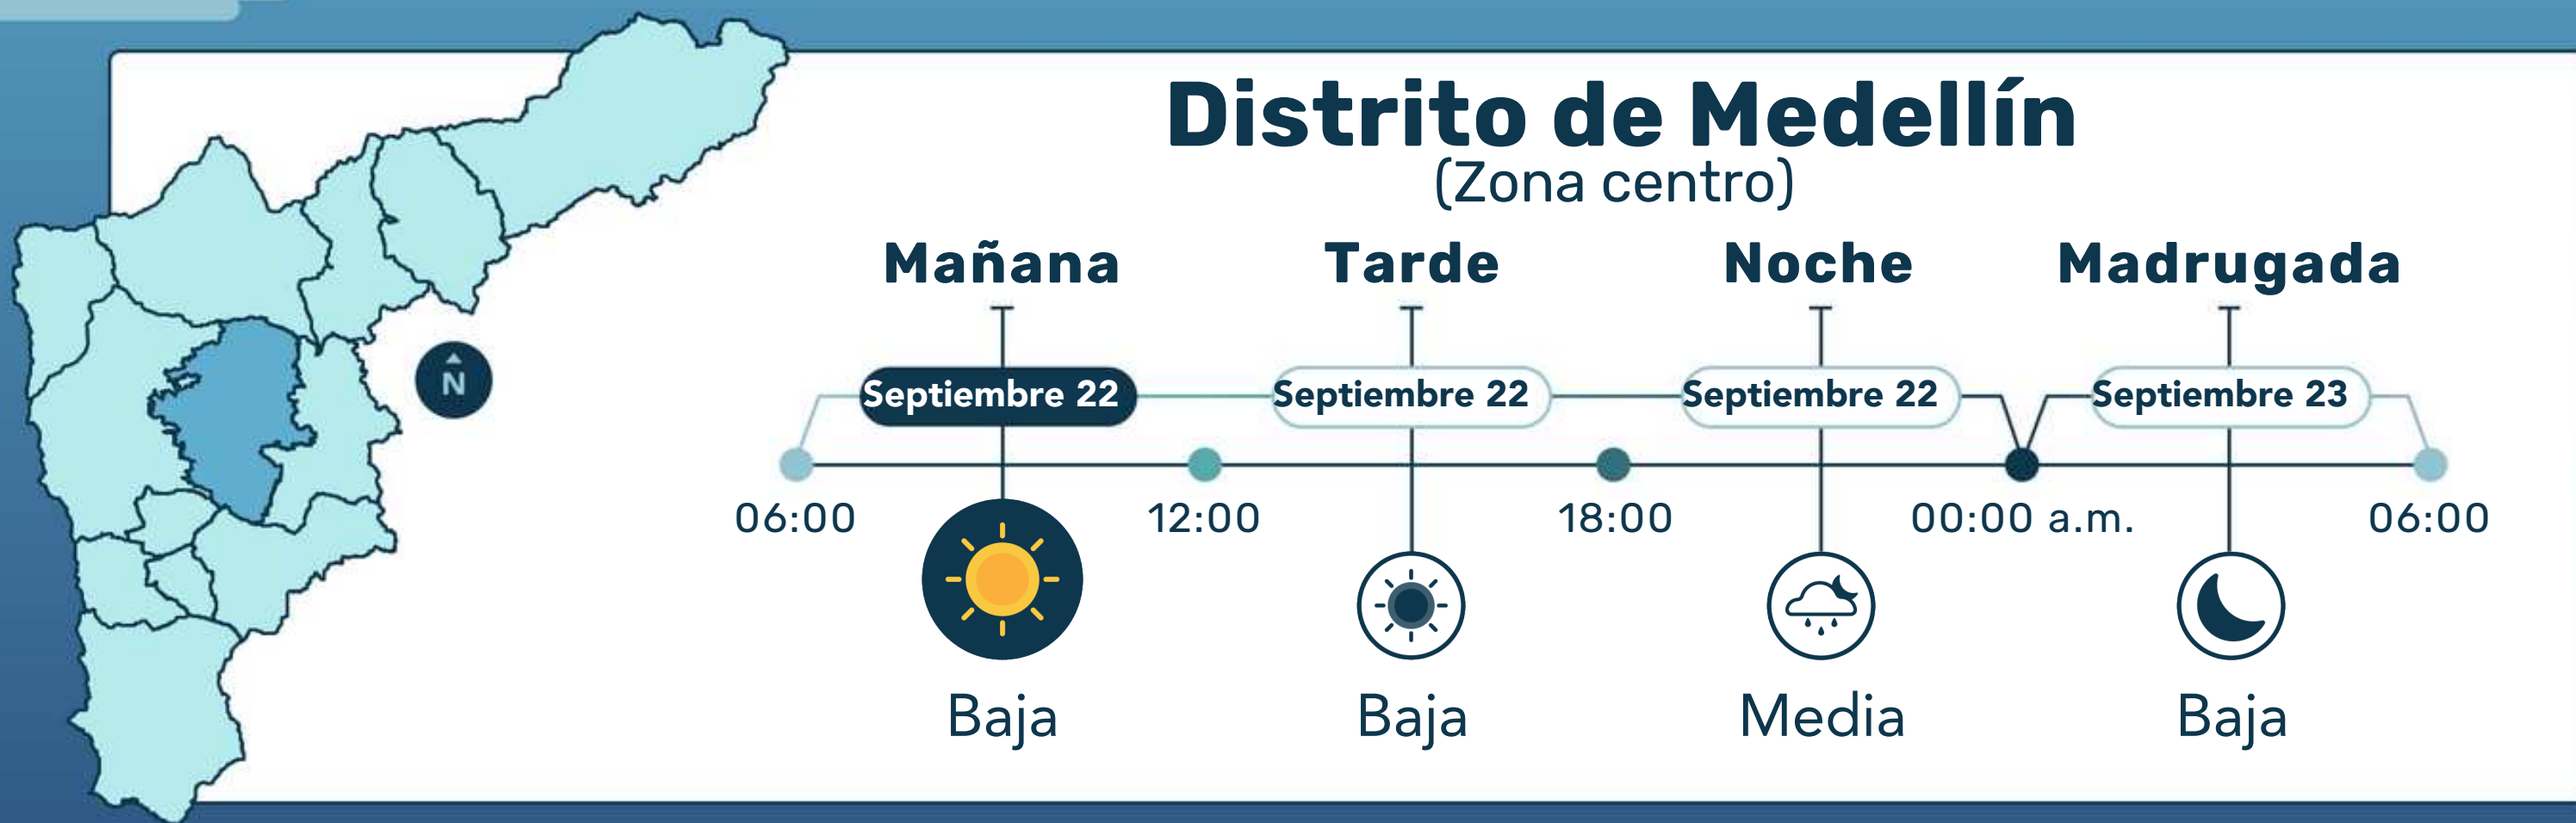 Distrito de Medellín
(Zona centro)
Mañana Tarde Noche Madrugada
Septiembre 22 Septiembre 22 Septiembre 22 Septiembre 23
N
06:00 12:00 18:00 00:00 a.m. 06:00
Baja Baja Media Baja